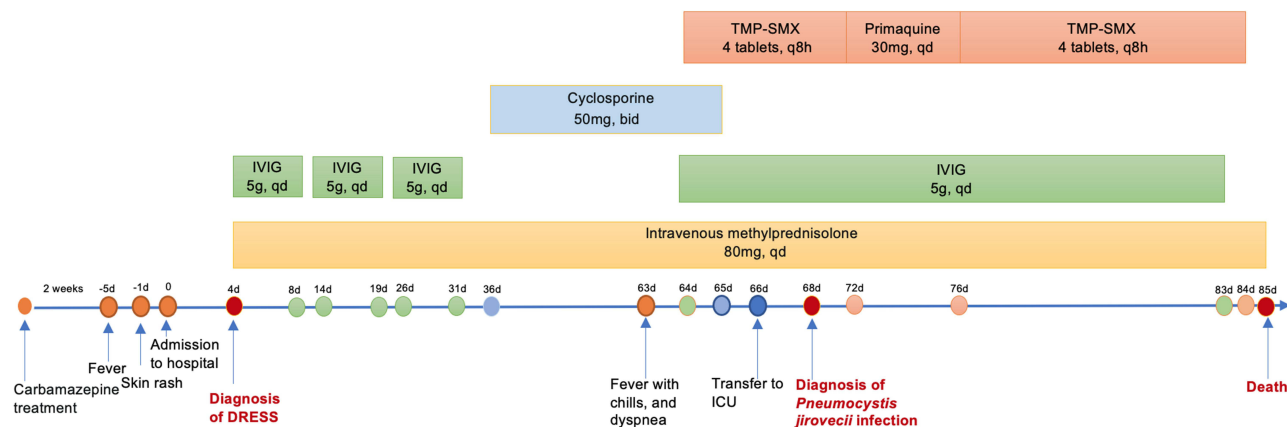 TMP-SMX
4 tablets, q8h
Primaquine
30mg, qd
TMP-SMX
4 tablets, q8h
Cyclosporine
50mg, bid
IVIG
5g, qd
IVIG
5g, qd
IVIG
5g, qd
IVIG
5g, qd
Intravenous methylprednisolone
80mg, qd
2 weeks
-5d
-1d
0
4d
8d
14d
19d
26d
31d
36d
63d
64d
65d
66d
68d
72d
76d
83d
84d
85d
Carbamazepine
treatment
Fever
Skin rash
Admission
to hospital
Diagnosis
of DRESS
Fever with
chills, and
dyspnea
Transfer to
ICU
Diagnosis of
Pneumocystis
jirovecii infection
Death